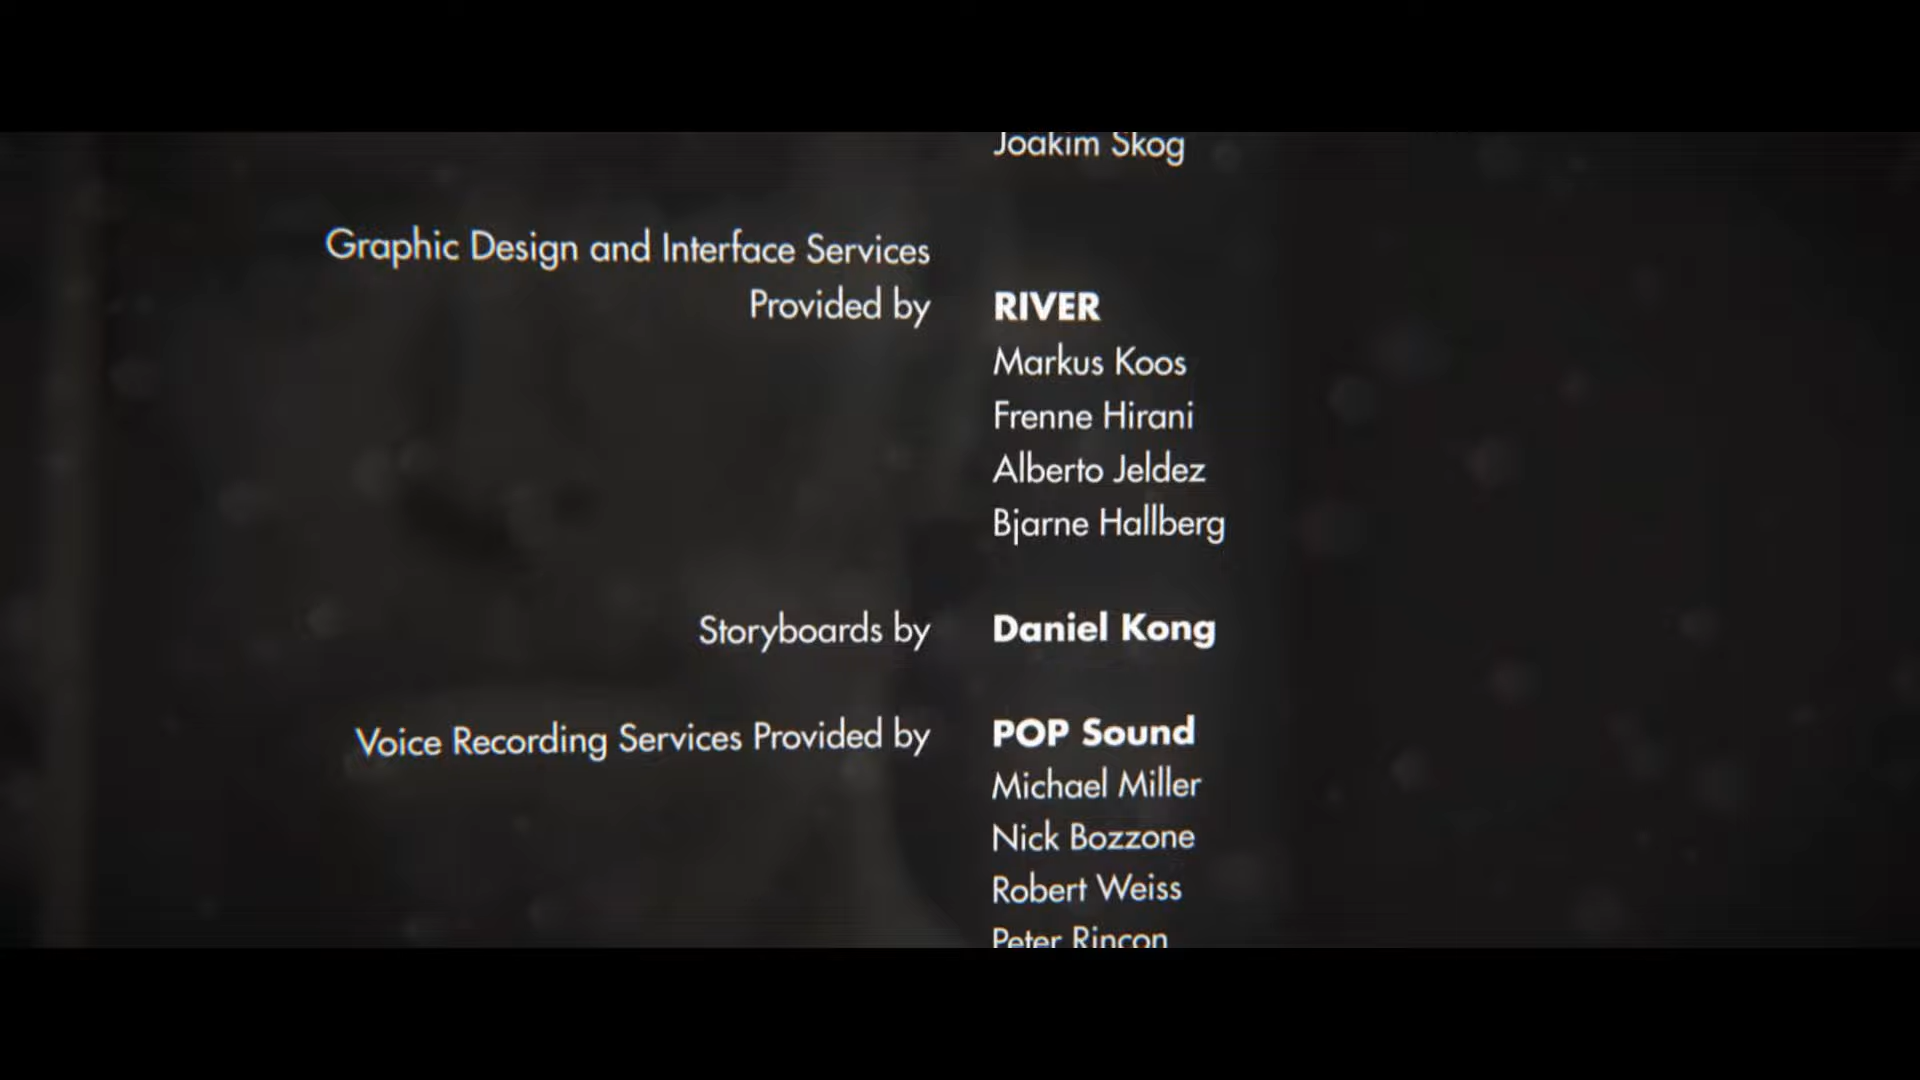 Joakim Skog
Graphic Design and Interface Services
Provided by RIVER
Markus Koos
Frenne Hirani
Alberto Jeldez
Bjarne Hallberg
Storyboards by Daniel Kong
Voice Recording Services Provided by POP Sound
Michael Miller
Nick Bozzone
Robert Weiss
Peter Rincon